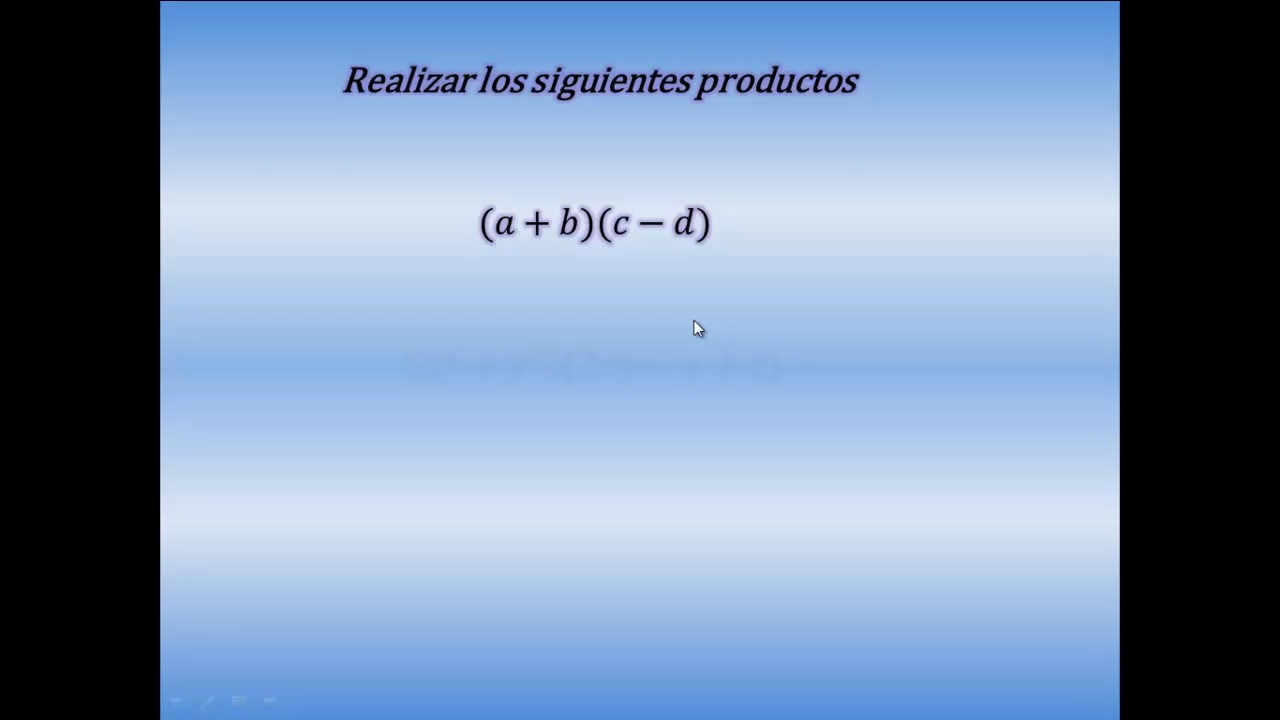 Realizar los siguientes productos
(a + b)(c − d)